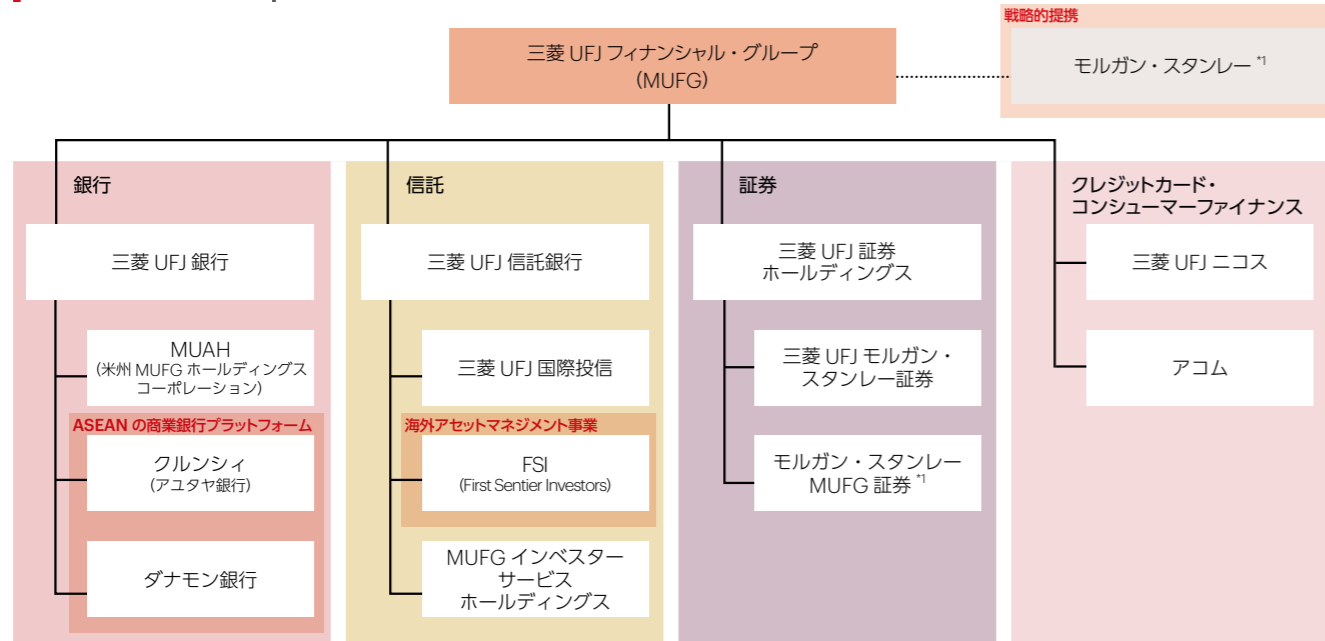 戦略的提携
三菱 UFJ フィナンシャル・グループ
(MUFG)
モルガン・スタンレー *1
銀行
三菱 UFJ 銀行
MUAH
(米州 MUFG ホールディングス
コーポレーション)
ASEAN の商業銀行プラットフォーム
クルンシィ
(アユタヤ銀行)
ダナモン銀行
信託
三菱 UFJ 信託銀行
三菱 UFJ 国際投信
海外アセットマネジメント事業
FSI
(First Sentier Investors)
MUFG インベスター
サービス
ホールディングス
証券
三菱 UFJ 証券
ホールディングス
三菱 UFJ モルガン・
スタンレー証券
モルガン・スタンレー
MUFG 証券 *1
クレジットカード・
コンシューマーファイナンス
三菱 UFJ ニコス
アコム